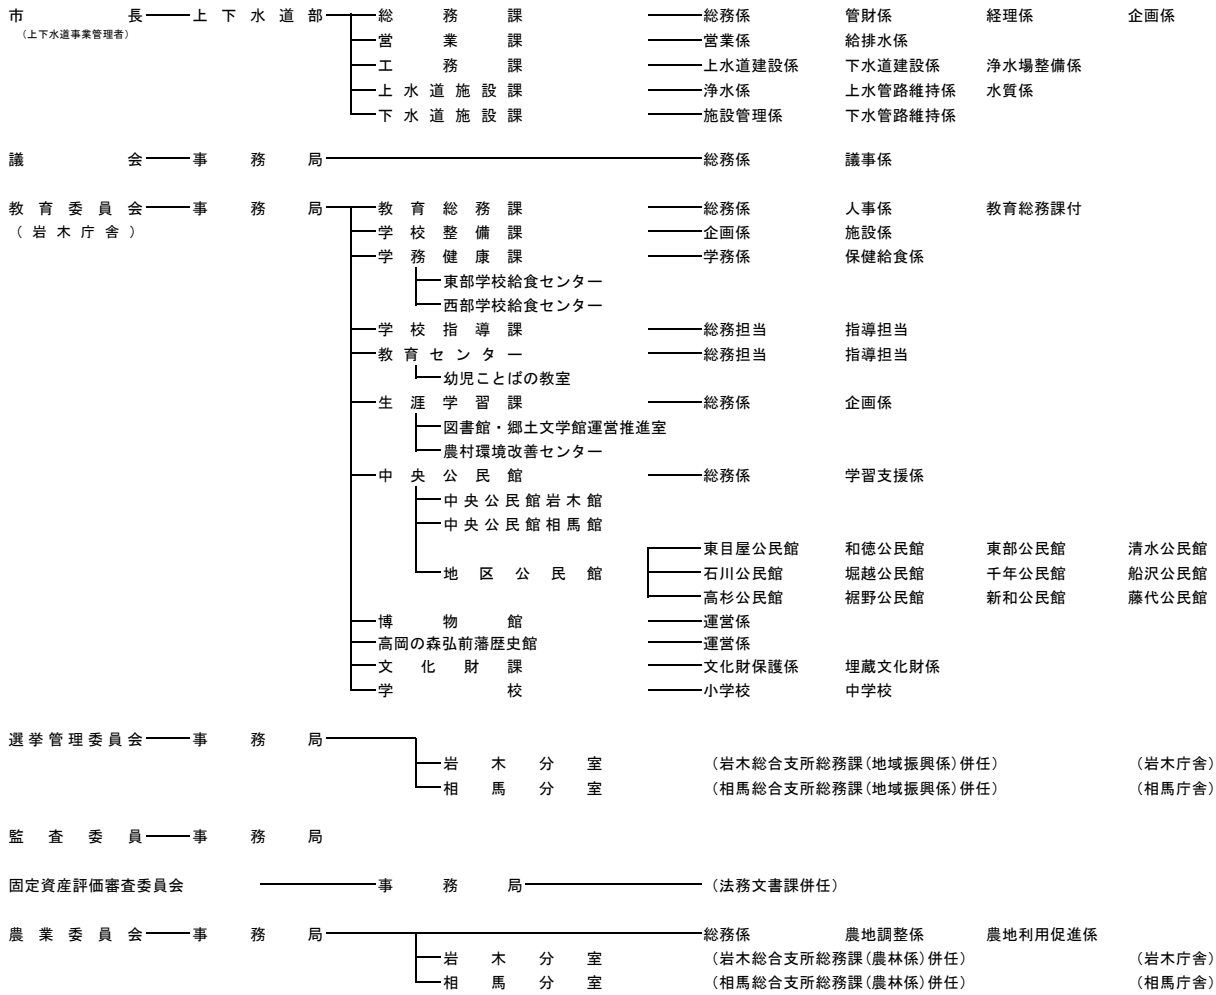 市長 上下水道部 総務課 総務係 管財係 経理係 企画係
（上下水道事業管理者）
営業課 営業係 給排水係
工務課 上水道建設係 下水道建設係 浄水場整備係
上水道施設課 浄水係 上水管路維持係 水質係
下水道施設課 施設管理係 下水管路維持係
議会 事務局 総務係 議事係
教育委員会 事務局 教育総務課 総務係 人事係 教育総務課付
（岩木庁舎） 学校整備課 企画係 施設係
学務健康課 学務係 保健給食係
東部学校給食センター
西部学校給食センター
学校指導課 総務担当 指導担当
教育センター 総務担当 指導担当
幼児ことばの教室
生涯学習課 総務係 企画係
図書館・郷土文学館運営推進室
農村環境改善センター
中央公民館 総務係 学習支援係
中央公民館岩木館
中央公民館相馬館
東目屋公民館 和徳公民館 東部公民館 清水公民館
地区公民館 石川公民館 堀越公民館 千年公民館 船沢公民館
高杉公民館 裾野公民館 新和公民館 藤代公民館
博物館 運営係
高岡の森弘前藩歴史館 運営係
文化財課 文化財保護係 埋蔵文化財係
学校 小学校 中学校
選挙管理委員会 事務局
岩木分室 （岩木総合支所総務課（地域振興係）併任） （岩木庁舎）
相馬分室 （相馬総合支所総務課（地域振興係）併任） （相馬庁舎）
監査委員 事務局
固定資産評価審査委員会 事務局 （法務文書課併任）
農業委員会 事務局 総務係 農地調整係 農地利用促進係
岩木分室 （岩木総合支所総務課（農林係）併任） （岩木庁舎）
相馬分室 （相馬総合支所総務課（農林係）併任） （相馬庁舎）